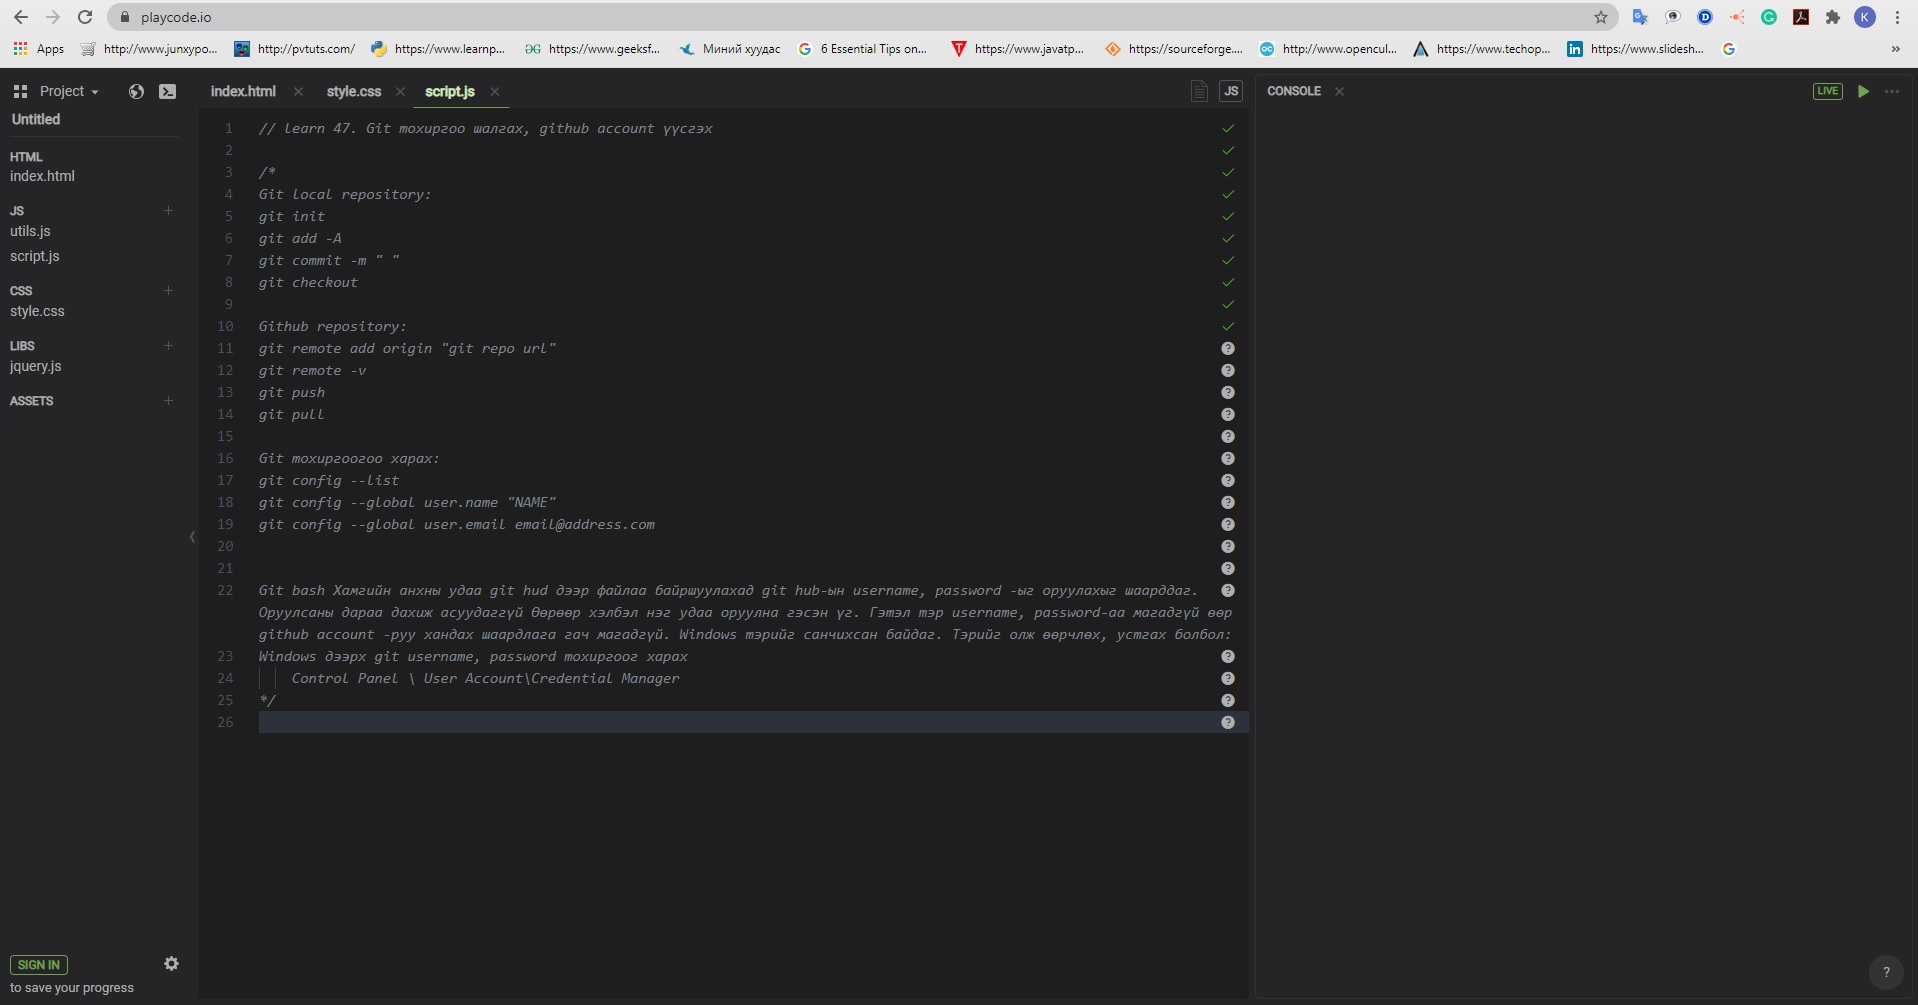 playcode.io
Apps http://www.junxypo... http://pvtuts.com/ https://www.learnp... https://www.geeksf... Миний хуудас 6 Essential Tips on... https://www.javatp... https://sourceforge.... http://www.opencul... https://www.techop... https://www.slidesh...
Project index.html style.css script.js JS CONSOLE LIVE
Untitled
HTML
index.html
JS
utils.js
script.js
CSS
style.css
LIBS
jquery.js
ASSETS
SIGN IN
to save your progress
1 // learn 47. Git тохиргоо шалгах, github account үүсгэх
2
3 /*
4 Git local repository:
5 git init
6 git add -A
7 git commit -m " "
8 git checkout
9
10 Github repository:
11 git remote add origin "git repo url"
12 git remote -v
13 git push
14 git pull
15
16 Git тохиргоогоо харах:
17 git config --list
18 git config --global user.name "NAME"
19 git config --global user.email email@address.com
20
21
22 Git bash Хамгийн анхны удаа git hud дээр файлаа байршуулахад git hub-ын username, password -ыг оруулахыг шаарддаг.
Оруулсаны дараа дахиж асуудаггүй Өөрөөр хэлбэл нэг удаа оруулна гэсэн үг. Гэтэл тэр username, password-аа магадгүй өөр
github account -руу хандах шаардлага гач магадгүй. Windows тэрийг санчихсан байдаг. Тэрийг олж өөрчлөх, устгах болбол:
23 Windows дээрх git username, password тохиргоог харах
24 Control Panel \ User Account\Credential Manager
25 */
26